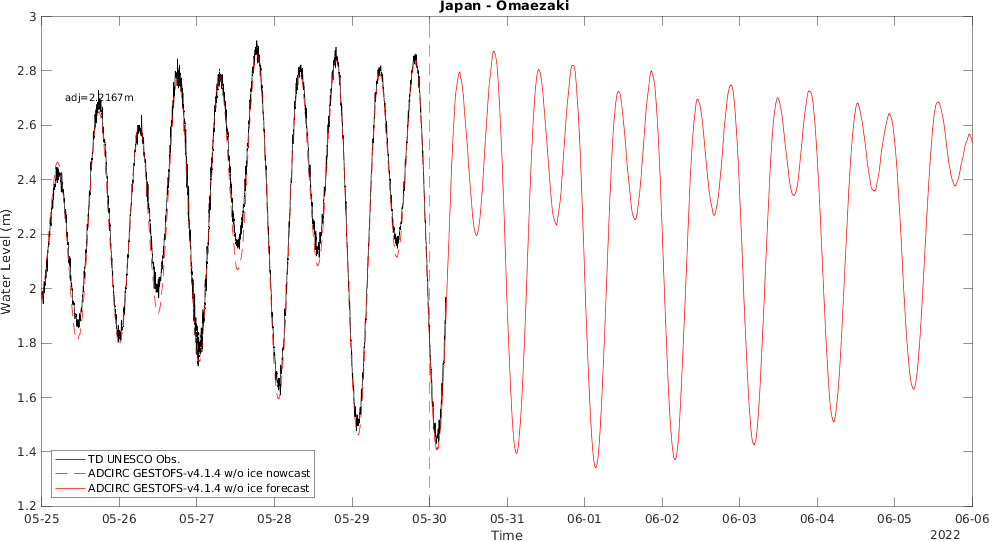 Japan - Omaezaki
3
2.8
2.6
2.4
2.2
2
1.8
1.6
1.4
1.2
Water Level (m)
adj=2.2167m
TD UNESCO Obs.
ADCIRC GESTOFS-v4.1.4 w/o ice nowcast
ADCIRC GESTOFS-v4.1.4 w/o ice forecast
05-25 05-26 05-27 05-28 05-29 05-30 05-31 06-01 06-02 06-03 06-04 06-05 06-06
Time
2022